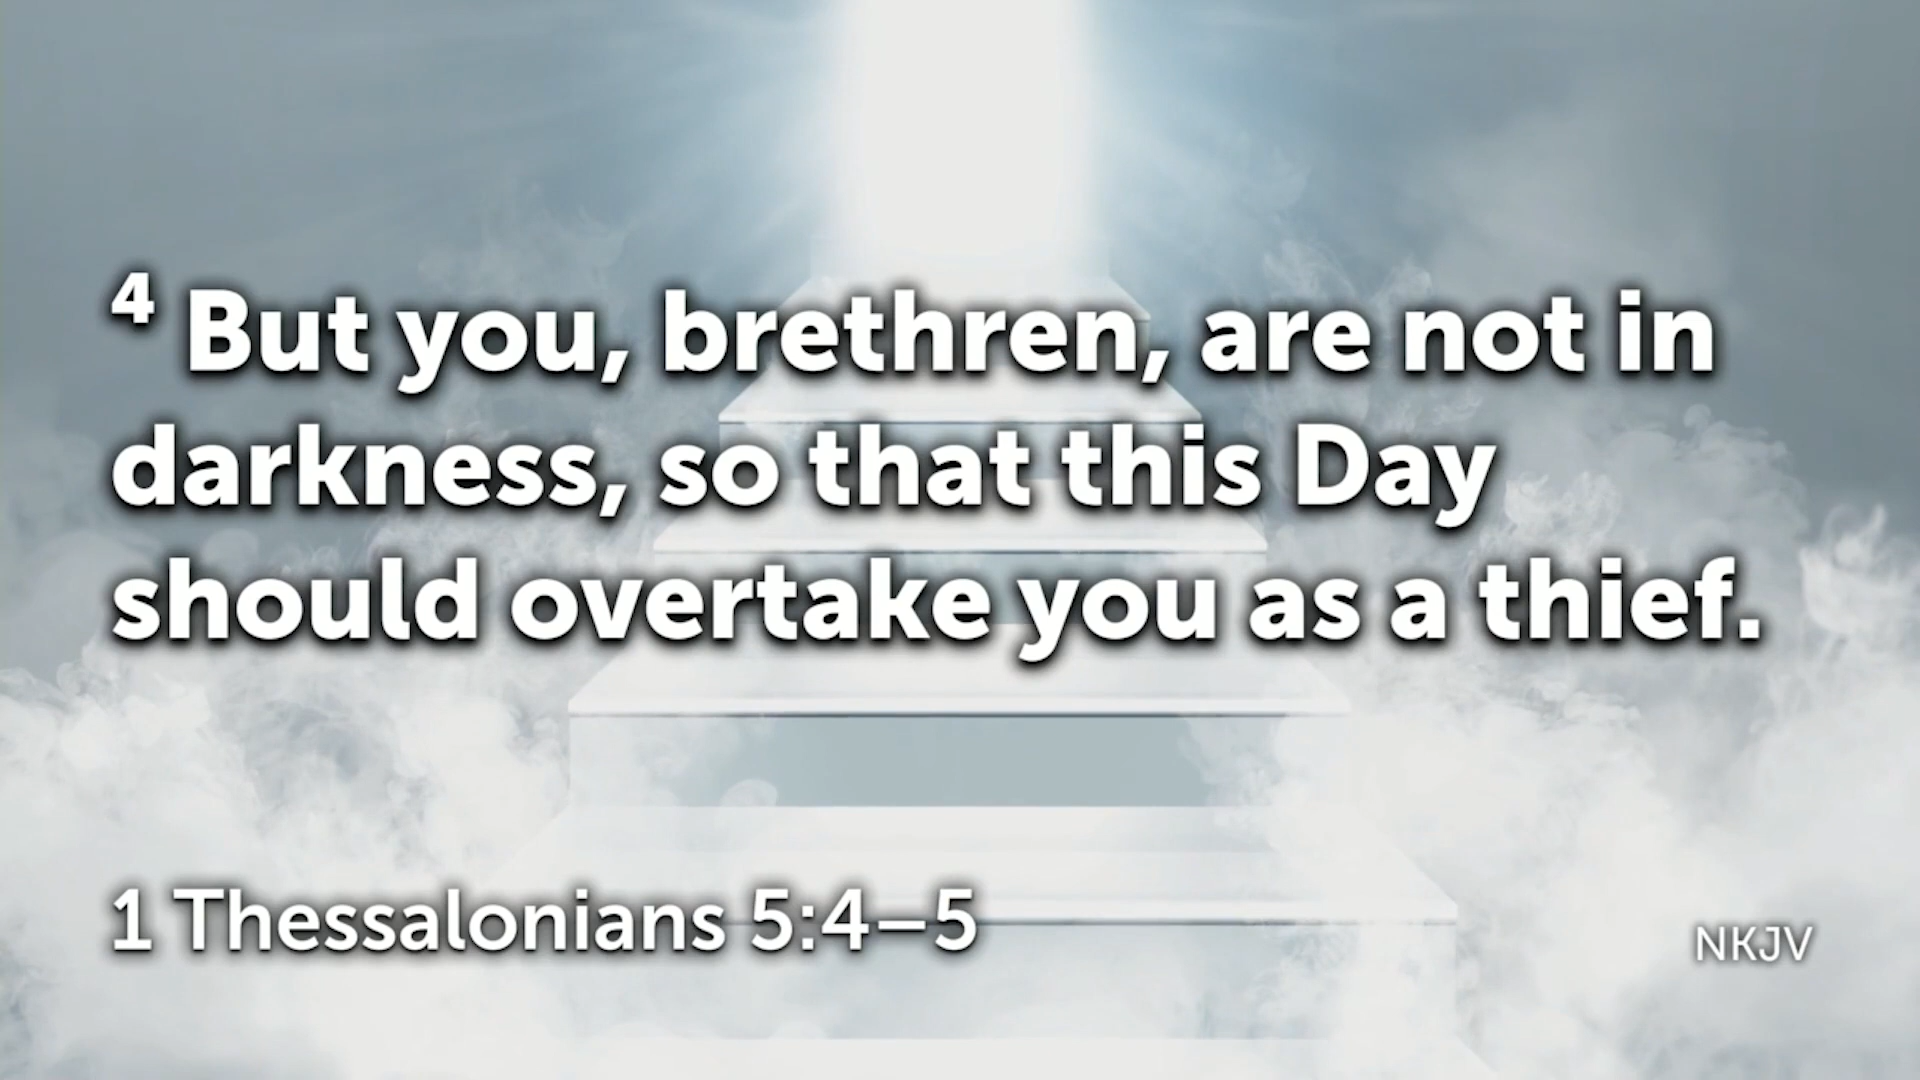 4 But you, brethren, are not in
darkness, so that this Day
should overtake you as a thief.
1 Thessalonians 5:4–5
NKJV